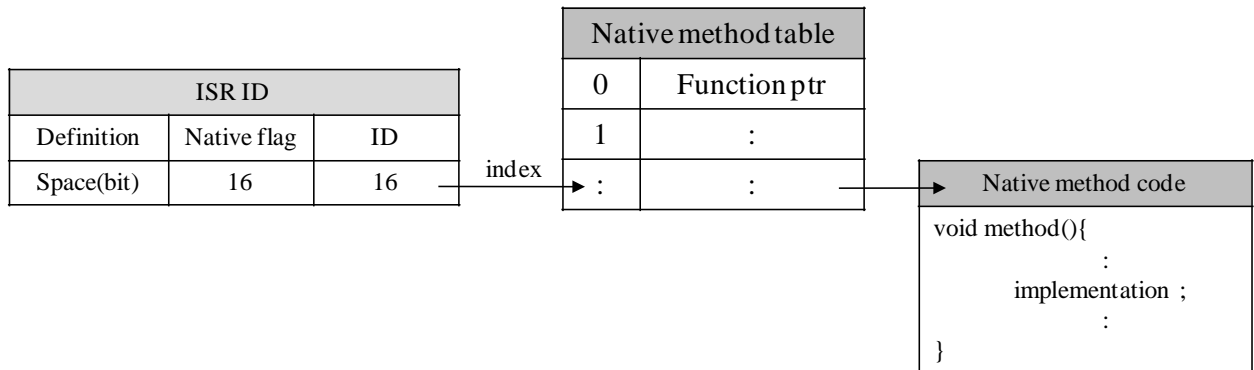 ISR ID
Definition Native flag ID
Space(bit) 16 16
index
Native method table
0 Function ptr
1 :
: :
Native method code
void method(){
:
implementation ;
:
}